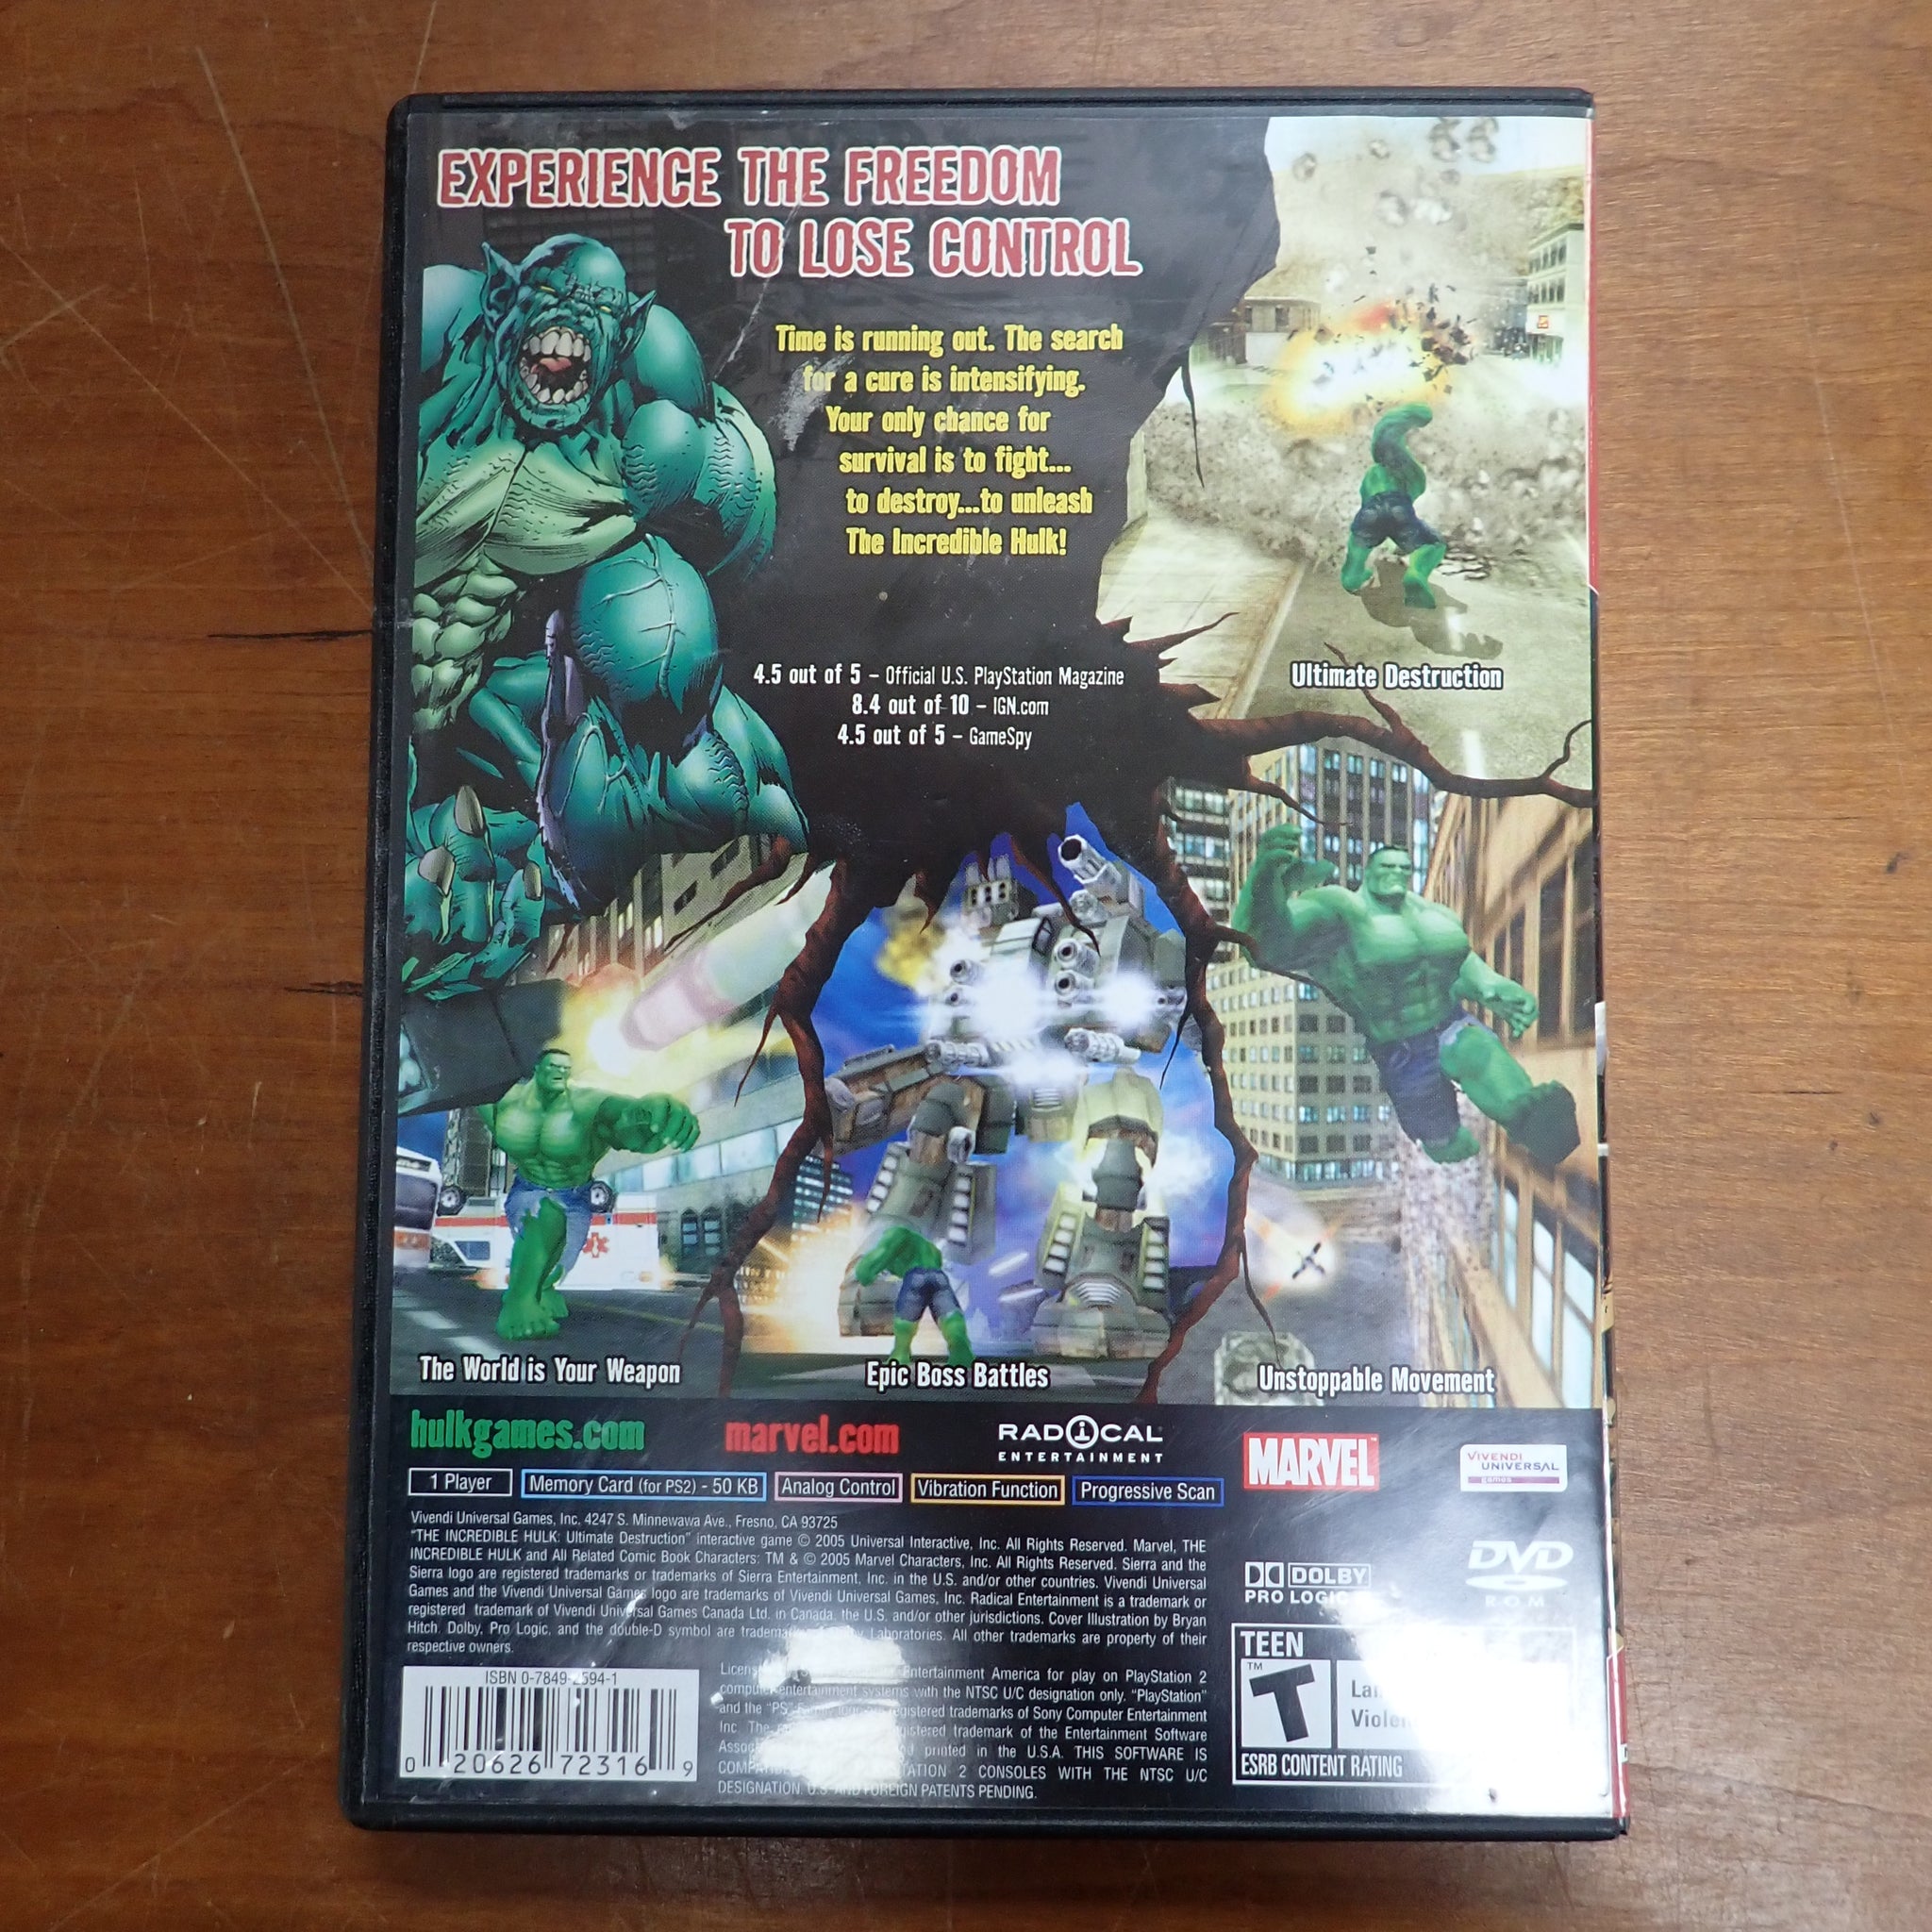 EXPERIENCE THE FREEDOM
TO LOSE CONTROL
Time is running out. The search
for a cure is intensifying.
Your only chance for
survival is to fight...
to destroy...to unleash
The Incredible Hulk!
4.5 out of 5 – Official U.S. PlayStation Magazine
8.4 out of 10 – IGN.com
4.5 out of 5 – GameSpy
Ultimate Destruction
The World is Your Weapon
Epic Boss Battles
Unstoppable Movement
hulkgames.com
marvel.com
RADICAL
ENTERTAINMENT
MARVEL
VIVENDI
UNIVERSAL
games
1 Player
Memory Card (for PS2) - 50 KB
Analog Control
Vibration Function
Progressive Scan
Vivendi Universal Games, Inc. 4247 S. Minnewawa Ave., Fresno, CA 93725
"THE INCREDIBLE HULK: Ultimate Destruction" interactive game © 2005 Universal Interactive, Inc. All Rights Reserved. Marvel, THE
INCREDIBLE HULK and All Related Comic Book Characters: TM & © 2005 Marvel Characters, Inc. All Rights Reserved. Sierra and the
Sierra logo are registered trademarks or trademarks of Sierra Entertainment, Inc. in the U.S. and/or other countries. Vivendi Universal
Games and the Vivendi Universal Games logo are trademarks of Vivendi Universal Games, Inc. Radical Entertainment is a trademark or
registered trademark of Vivendi Universal Games Canada Ltd. in Canada, the U.S. and/or other jurisdictions. Cover Illustration by Bryan
Hitch. Dolby, Pro Logic, and the double-D symbol are Laboratories. All other trademarks are property of their
respective owners.
DOLBY
PRO LOGIC
DVD
ROM
ISBN 0-7849-
0 20626 72316 9
Entertainment America for play on PlayStation 2
computer entertainment systems with the NTSC U/C designation only. "PlayStation"
and the registered trademarks of Sony Computer Entertainment
Inc. The registered trademark of the Entertainment Software
printed in the U.S.A. THIS SOFTWARE IS
2 CONSOLES WITH THE NTSC U/C
DESIGNATION. U.S. AND FOREIGN PATENTS PENDING.
TEEN
T
TM
ESRB CONTENT RATING